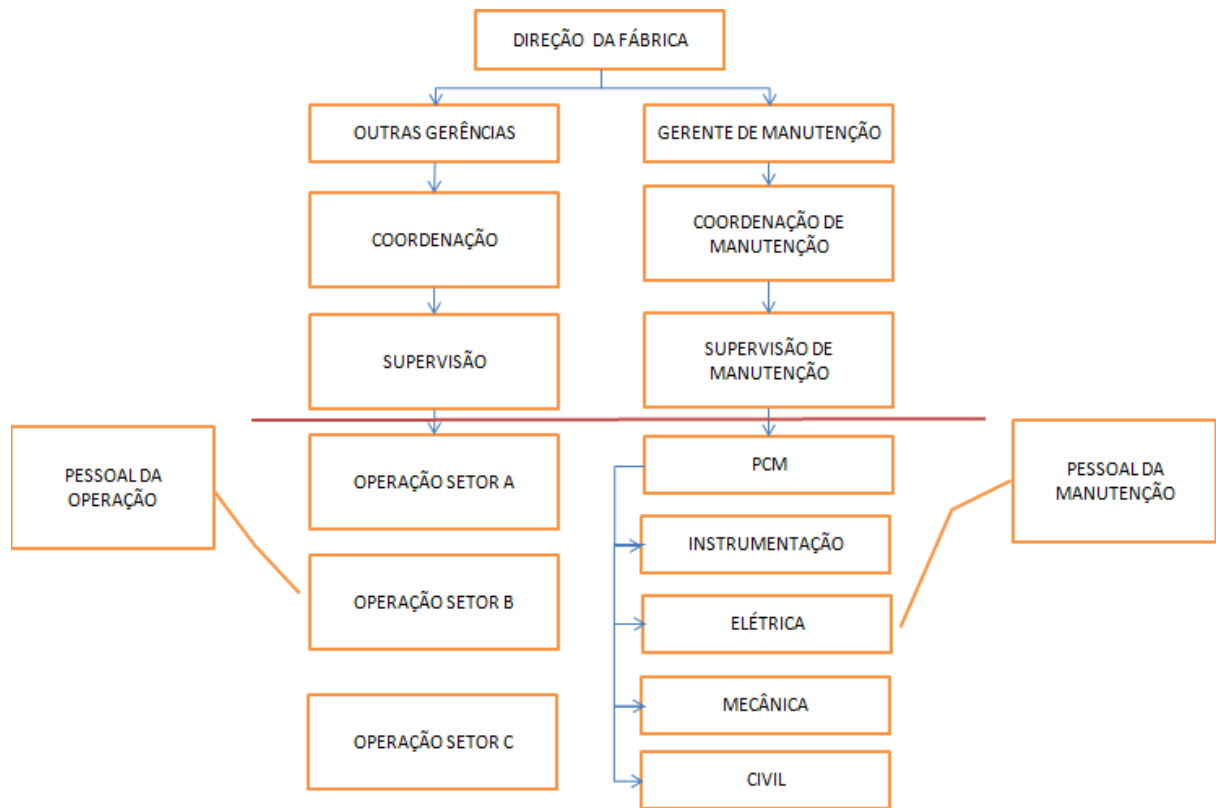 DIREÇÃO DA FÁBRICA
OUTRAS GERÊNCIAS
GERENTE DE MANUTENÇÃO
COORDENAÇÃO
COORDENAÇÃO DE
MANUTENÇÃO
SUPERVISÃO
SUPERVISÃO DE
MANUTENÇÃO
PESSOAL DA
OPERAÇÃO
OPERAÇÃO SETOR A
PCM
PESSOAL DA
MANUTENÇÃO
INSTRUMENTAÇÃO
OPERAÇÃO SETOR B
ELÉTRICA
MECÂNICA
OPERAÇÃO SETOR C
CIVIL